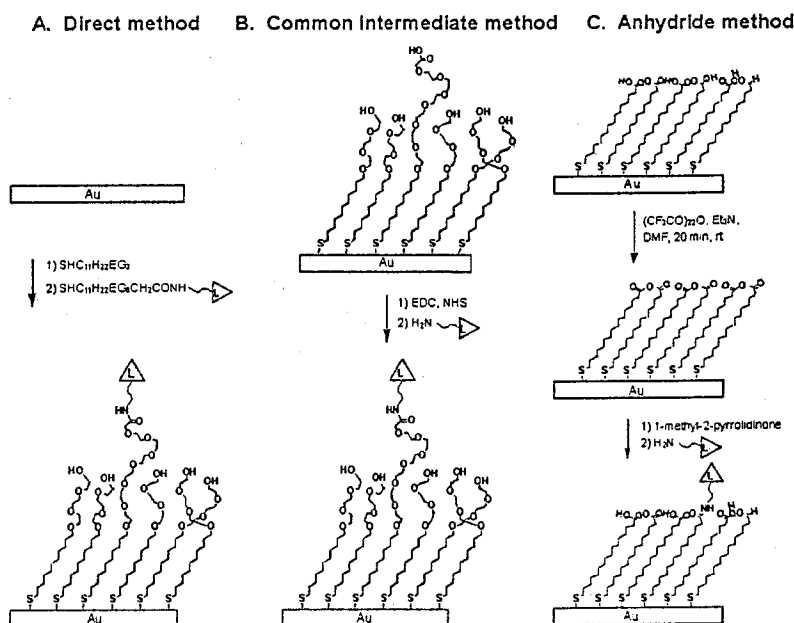 A. Direct method
B. Common intermediate method
C. Anhydride method
Au
1) SHC₁₁H₂₂EG₃
2) SHC₁₁H₂₂EG₆CH₂CONH L
L
HN
O
HO
OH
OH
OH
S S S S S S
Au
HO
O
HO
OH
OH
OH
S S S S S S
Au
1) EDC, NHS
2) H₂N L
L
HN
O
HO
OH
OH
OH
S S S S S S
Au
S S S S S S
Au
(CF₃CO)₂₂O, Et₃N,
DMF, 20 min, rt
S S S S S S
Au
1) 1-methyl-2-pyrrolidinone
2) H₂N L
L
NH
S S S S S S
Au